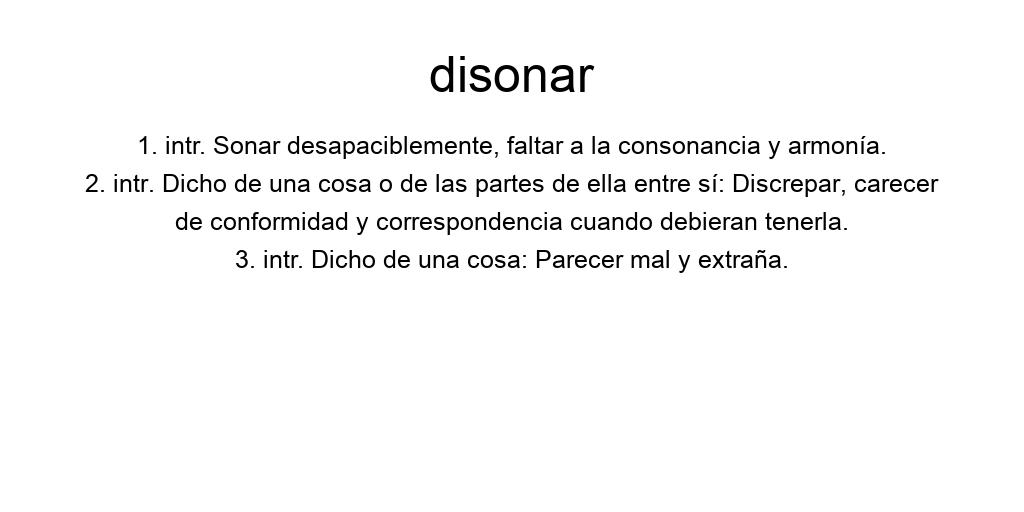 disonar
1. intr. Sonar desapaciblemente, faltar a la consonancia y armonía.
2. intr. Dicho de una cosa o de las partes de ella entre sí: Discrepar, carecer
de conformidad y correspondencia cuando debieran tenerla.
3. intr. Dicho de una cosa: Parecer mal y extraña.